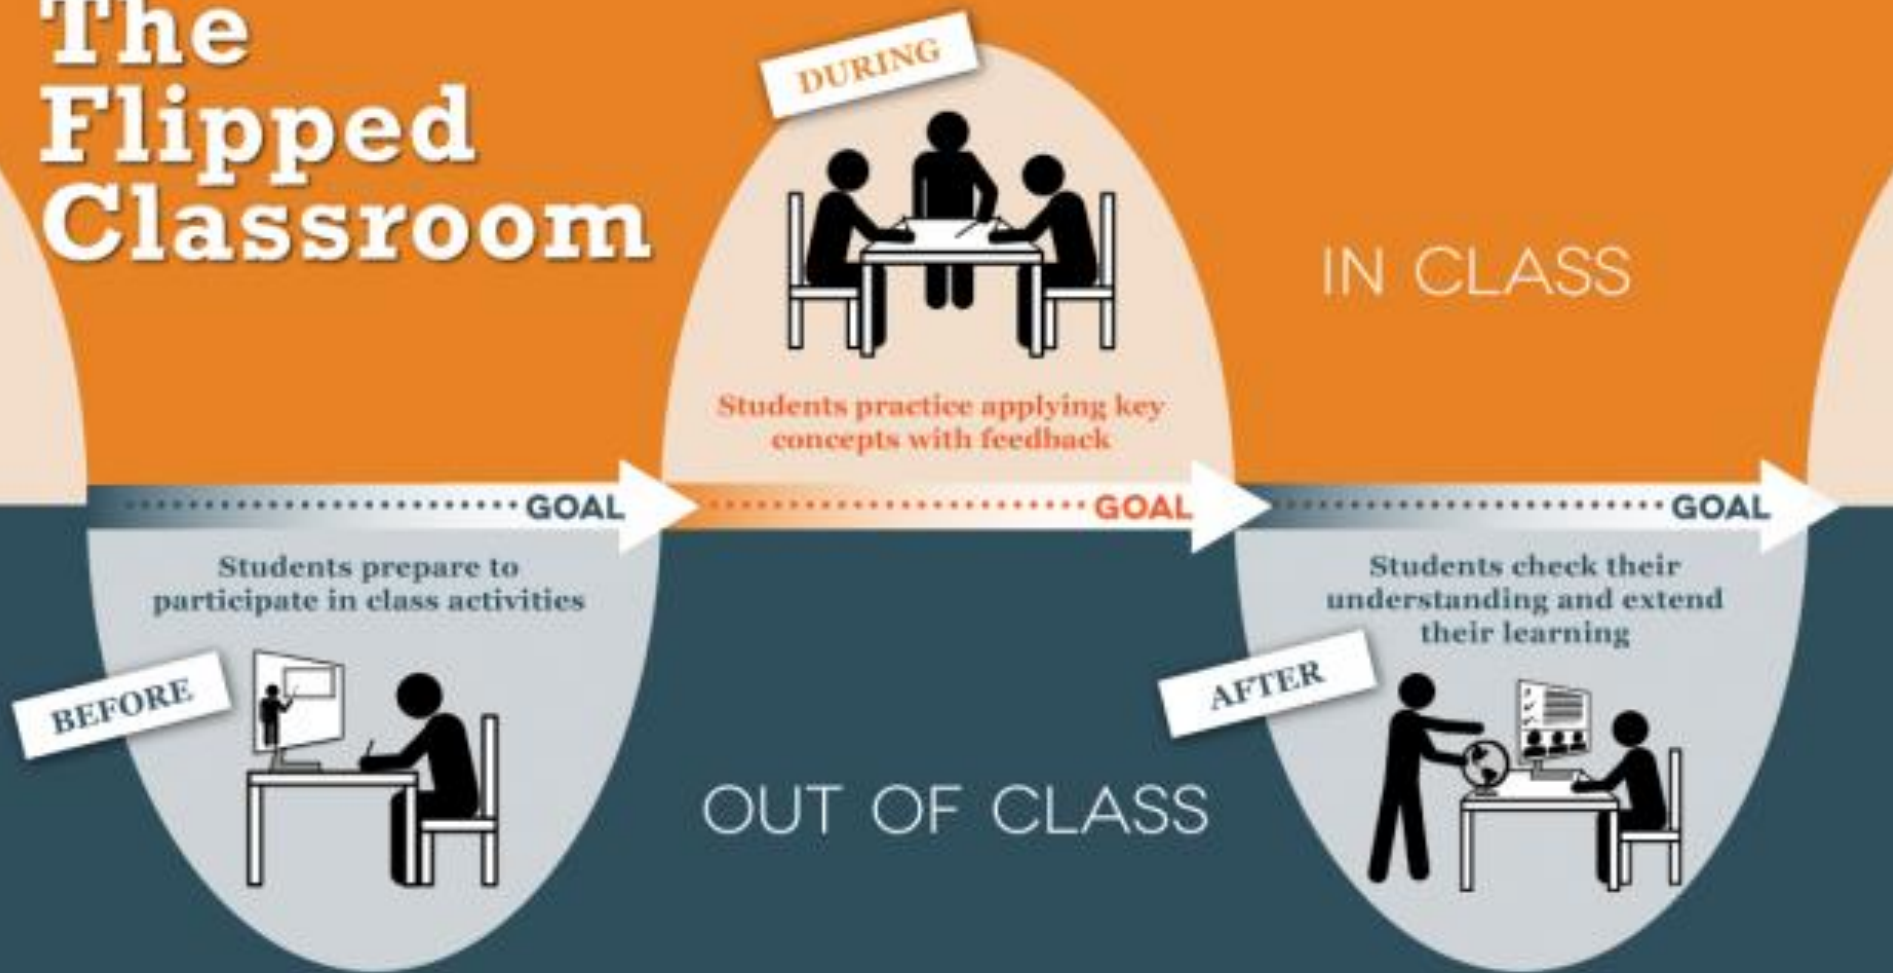 The
Flipped
Classroom
DURING
IN CLASS
Students practice applying key
concepts with feedback
GOAL
GOAL
GOAL
Students prepare to
participate in class activities
BEFORE
Students check their
understanding and extend
their learning
AFTER
OUT OF CLASS